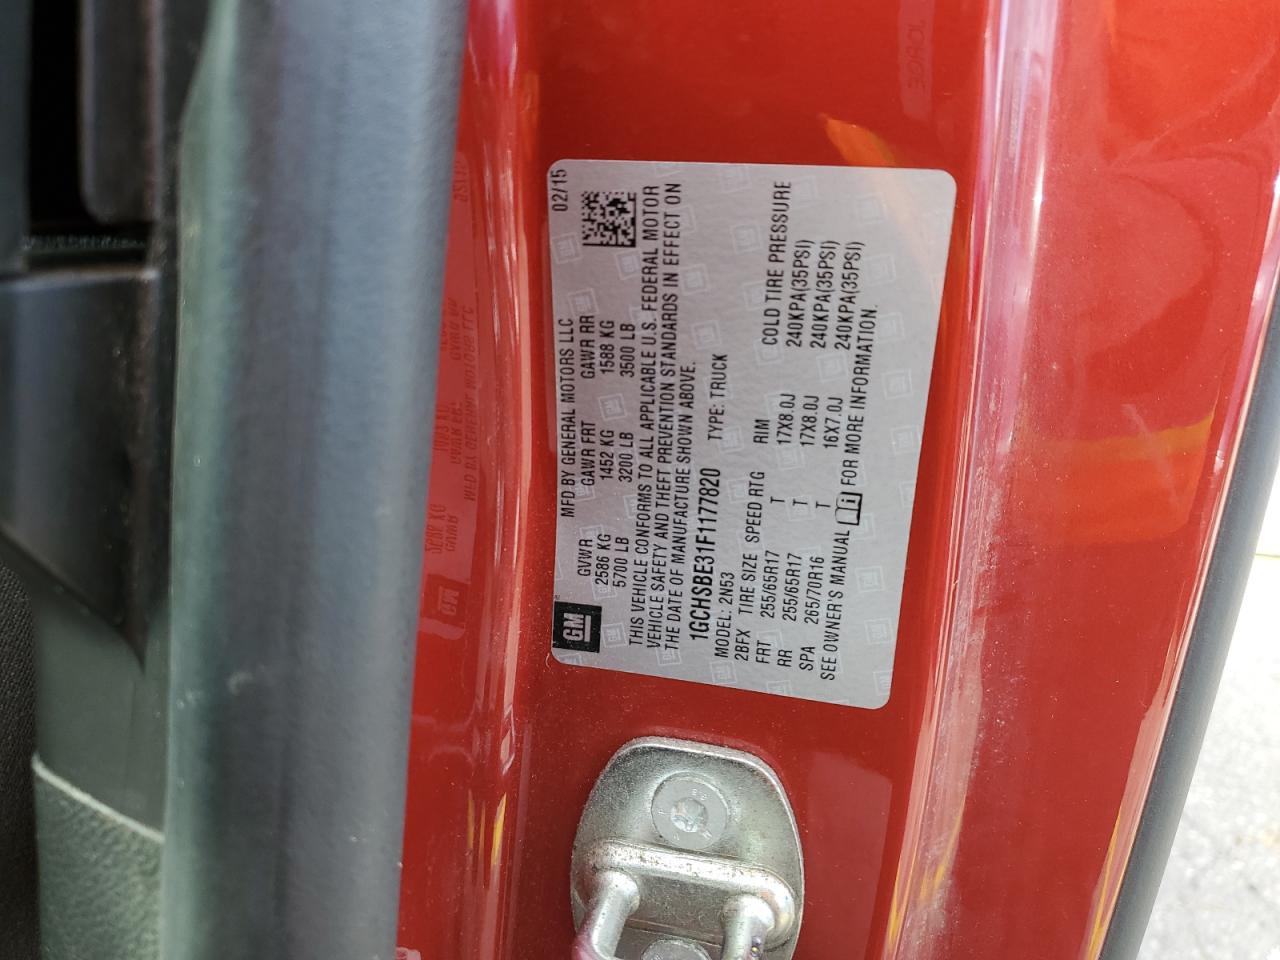 02/15
MFD BY GENERAL MOTORS LLC
GVWR GAWR FRT GAWR RR
2586 KG 1452 KG 1588 KG
5700 LB 3200 LB 3500 LB
GM
THIS VEHICLE CONFORMS TO ALL APPLICABLE U.S. FEDERAL MOTOR
VEHICLE SAFETY AND THEFT PREVENTION STANDARDS IN EFFECT ON
THE DATE OF MANUFACTURE SHOWN ABOVE.
1GCHSBE31F1177820
MODEL: 2N53 TYPE: TRUCK
2BFX TIRE SIZE SPEED RTG RIM COLD TIRE PRESSURE
FRT 255/65R17 T 17X8.0J 240KPA(35PSI)
RR 255/65R17 T 17X8.0J 240KPA(35PSI)
SPA 265/70R16 T 16X7.0J 240KPA(35PSI)
SEE OWNER'S MANUAL FOR MORE INFORMATION.